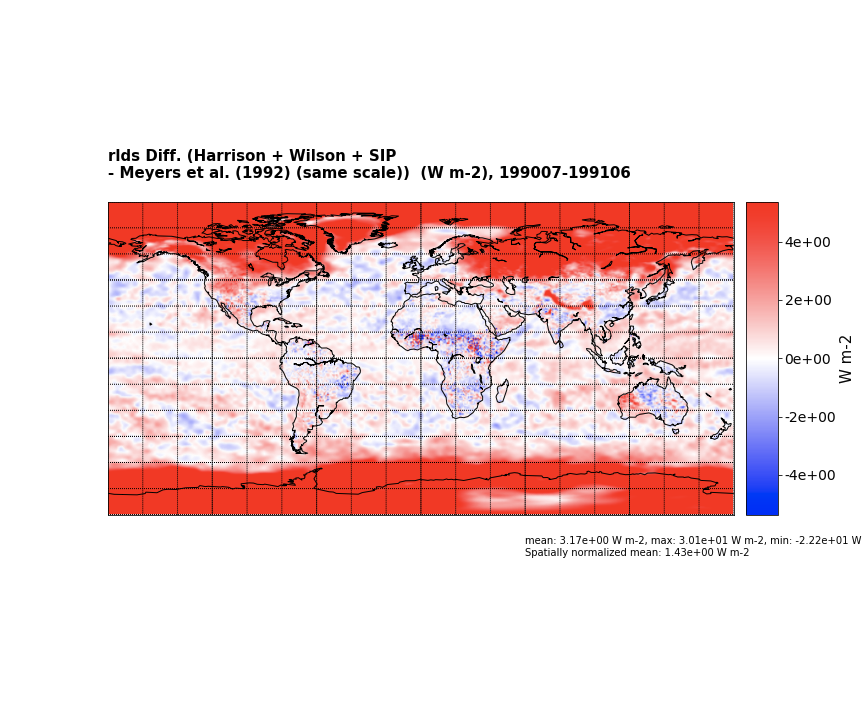 rlds Diff. (Harrison + Wilson + SIP
- Meyers et al. (1992) (same scale))  (W m-2), 199007-199106
4e+00
2e+00
0e+00
-2e+00
-4e+00
W m-2
mean: 3.17e+00 W m-2, max: 3.01e+01 W m-2, min: -2.22e+01 W
Spatially normalized mean: 1.43e+00 W m-2